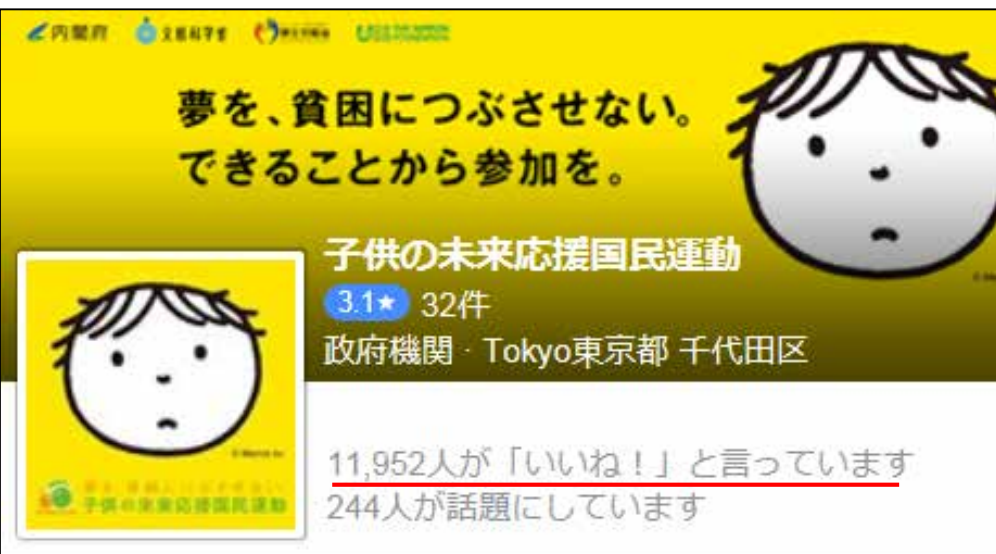 内閣府
夢を、貧困につぶさせない。
できることから参加を。
子供の未来応援国民運動
3.1★ 32件
政府機関 · Tokyo東京都 千代田区
子供の未来応援国民運動
11,952人が「いいね！」と言っています
244人が話題にしています